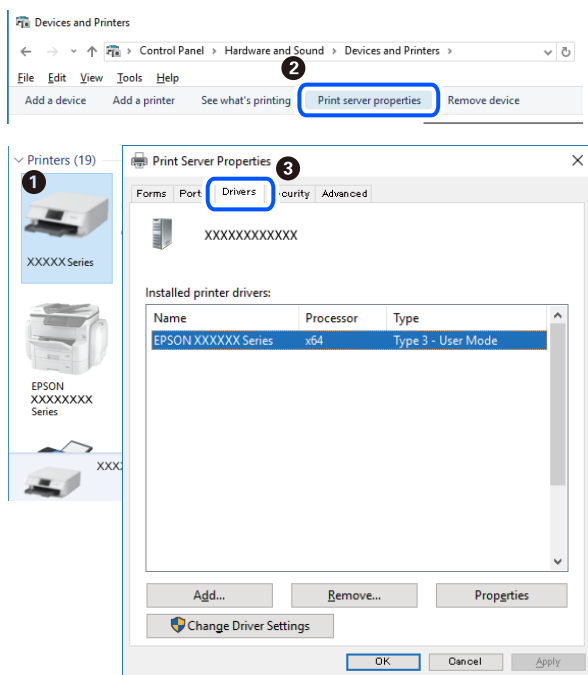 Devices and Printers
Control Panel > Hardware and Sound > Devices and Printers >
2
File Edit View Tools Help
Add a device Add a printer See what's printing Print server properties Remove device
Printers (19)
1
XXXXX Series
EPSON
XXXXXXXX
Series
XXX
Print Server Properties
3
Forms Port Drivers curity Advanced
XXXXXXXXXXXX
Installed printer drivers:
Name Processor Type
EPSON XXXXXX Series x64 Type 3 - User Mode
Add... Remove... Properties
Change Driver Settings
OK Cancel Apply